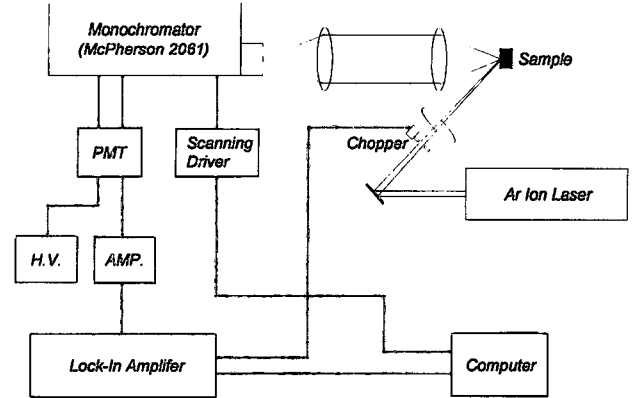 Monochromator
(McPherson 2061)
Sample
Chopper
PMT
Scanning
Driver
Ar Ion Laser
H.V.
AMP.
Lock-In Amplifer
Computer